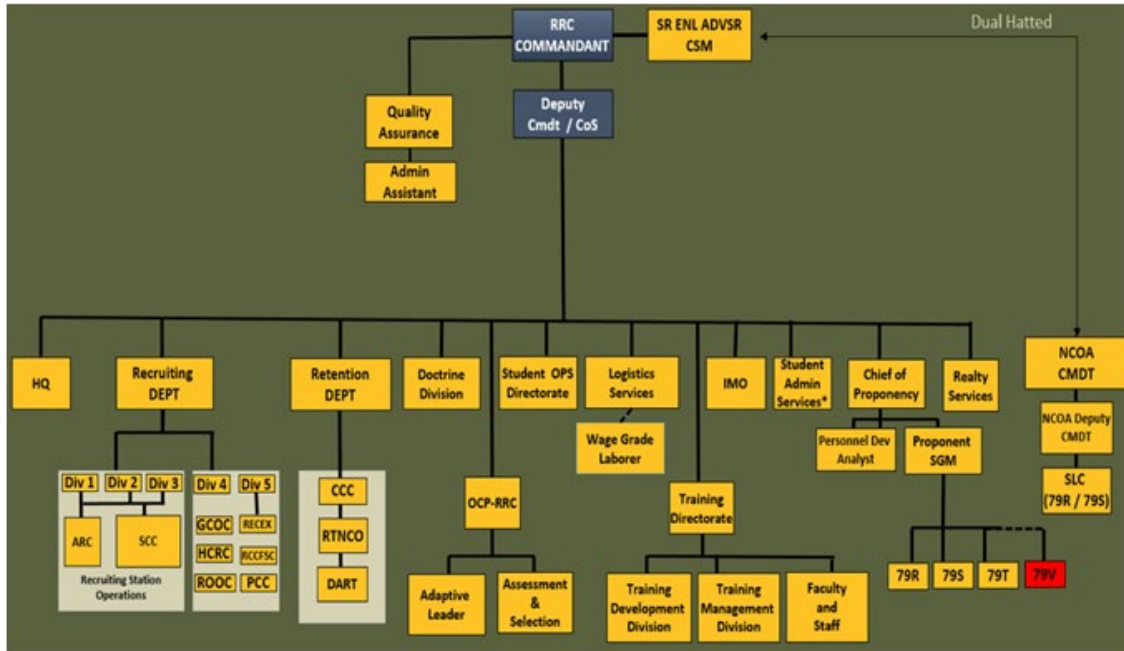 RRC
COMMANDANT
SR ENL ADVSR
CSM
Dual Hatted
Quality
Assurance
Deputy
Cmdt / CoS
Admin
Assistant
HQ
Recruiting
DEPT
Retention
DEPT
Doctrine
Division
Student OPS
Directorate
Logistics
Services
IMO
Student
Admin
Services*
Chief of
Proponency
Realty
Services
NCOA
CMDT
Wage Grade
Laborer
Personnel Dev
Analyst
Proponent
SGM
NCOA Deputy
CMDT
SLC
(79R / 79S)
Div 1
Div 2
Div 3
Div 4
Div 5
ARC
SCC
Recruiting Station
Operations
GCOC
RECEX
HCRC
RCCFSC
ROOC
PCC
CCC
RTNCO
DART
OCP-RRC
Adaptive
Leader
Assessment
&
Selection
Training
Directorate
Training
Development
Division
Training
Management
Division
Faculty
and
Staff
79R
79S
79T
79V